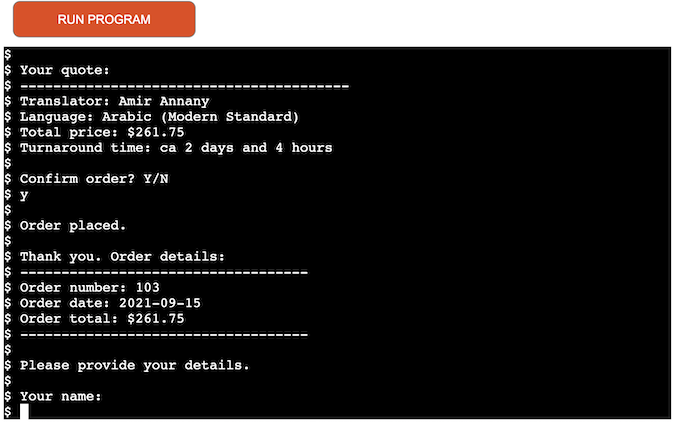 RUN PROGRAM
$
$ Your quote:
$ ----------------------------------------
$ Translator: Amir Annany
$ Language: Arabic (Modern Standard)
$ Total price: $261.75
$ Turnaround time: ca 2 days and 4 hours
$
$ Confirm order? Y/N
$ y
$
$ Order placed.
$
$ Thank you. Order details:
$ -----------------------------------
$ Order number: 103
$ Order date: 2021-09-15
$ Order total: $261.75
$ -----------------------------------
$
$ Please provide your details.
$
$ Your name:
$